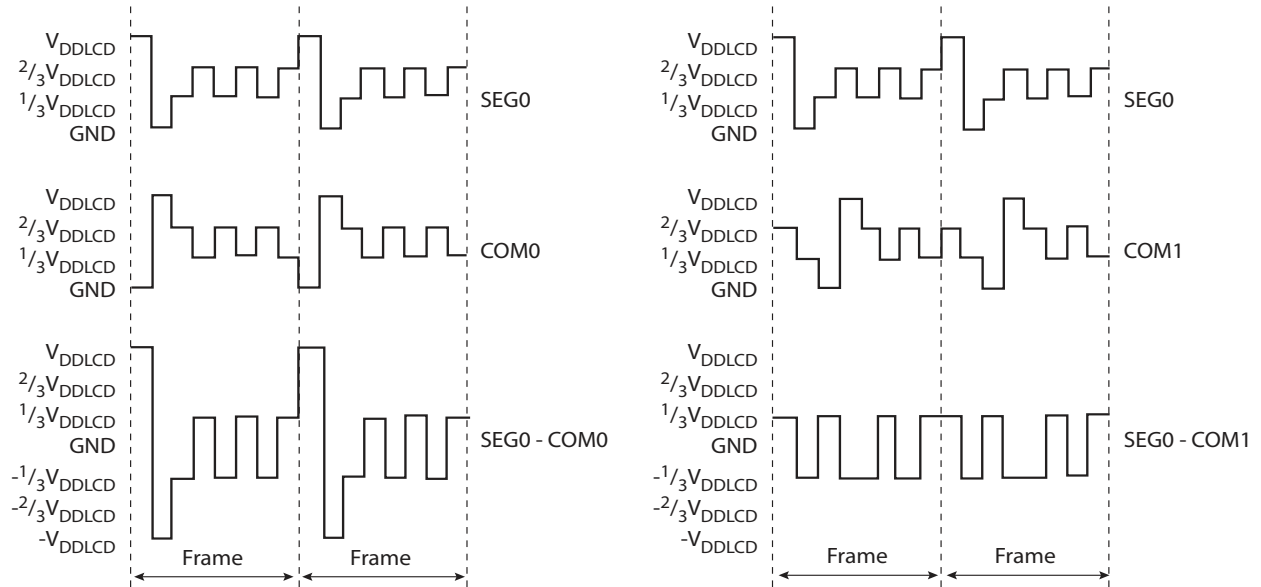 V_DDLCD
²/₃V_DDLCD
¹/₃V_DDLCD
GND
SEG0
V_DDLCD
²/₃V_DDLCD
¹/₃V_DDLCD
GND
COM0
V_DDLCD
²/₃V_DDLCD
¹/₃V_DDLCD
GND
-¹/₃V_DDLCD
-²/₃V_DDLCD
-V_DDLCD
SEG0 - COM0
Frame
Frame
V_DDLCD
²/₃V_DDLCD
¹/₃V_DDLCD
GND
SEG0
V_DDLCD
²/₃V_DDLCD
¹/₃V_DDLCD
GND
COM1
V_DDLCD
²/₃V_DDLCD
¹/₃V_DDLCD
GND
-¹/₃V_DDLCD
-²/₃V_DDLCD
-V_DDLCD
SEG0 - COM1
Frame
Frame